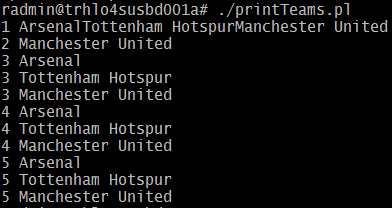 radmin@trhlo4susbd001a# ./printTeams.pl
1 ArsenalTottenham HotspurManchester United
2 Manchester United
3 Arsenal
3 Tottenham Hotspur
3 Manchester United
4 Arsenal
4 Tottenham Hotspur
4 Manchester United
5 Arsenal
5 Tottenham Hotspur
5 Manchester United